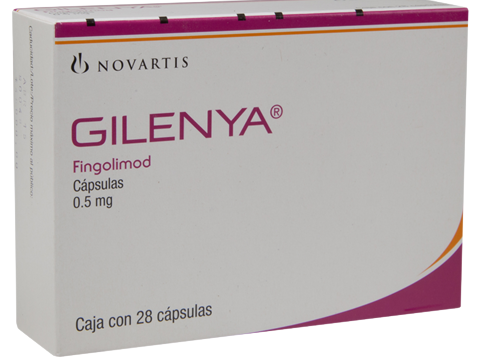 NOVARTIS
GILENYA®
Fingolimod
Cápsulas
0.5 mg
Caja con 28 cápsulas